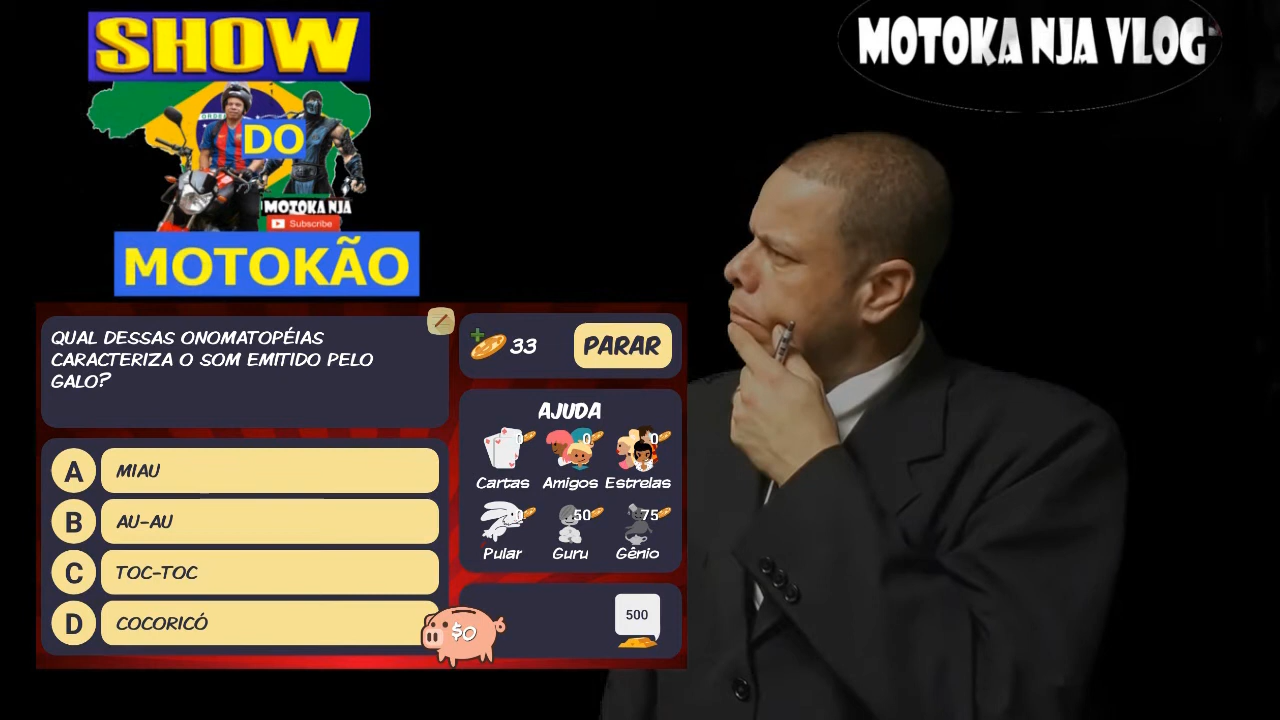 SHOW
DO
MOTOKA NJA
Subscribe
MOTOKÃO
MOTOKA NJA VLOG
QUAL DESSAS ONOMATOPÉIAS
CARACTERIZA O SOM EMITIDO PELO
GALO?
A MIAU
B AU-AU
C TOC-TOC
D COCORICÓ
33
PARAR
AJUDA
0 0 0
Cartas Amigos Estrelas
50 75
Pular Guru Gênio
$0
500